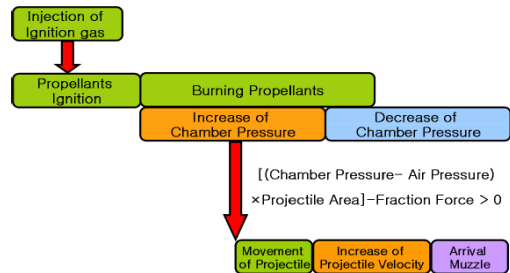 Injection of
Ignition gas
Propellants
Ignition
Burning Propellants
Increase of
Chamber Pressure
Decrease of
Chamber Pressure
[(Chamber Pressure- Air Pressure)
×Projectile Area]-Fraction Force > 0
Movement
of Projectile
Increase of
Projectile Velocity
Arrival
Muzzle